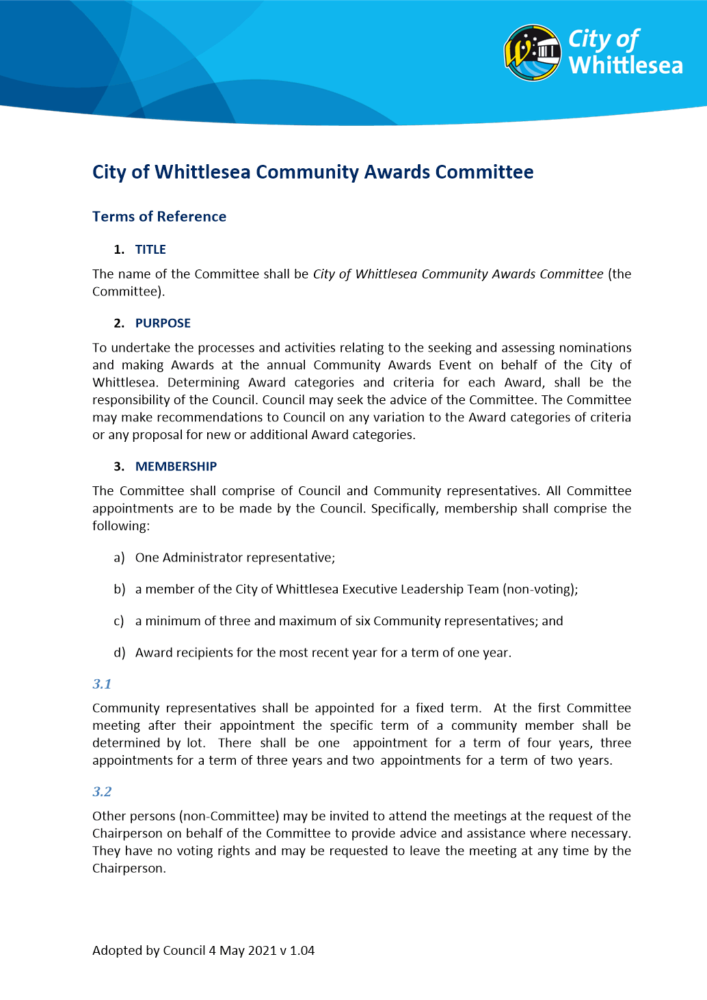 City of
Whittlesea
City of Whittlesea Community Awards Committee
Terms of Reference
1. TITLE
The name of the Committee shall be City of Whittlesea Community Awards Committee (the
Committee).
2. PURPOSE
To undertake the processes and activities relating to the seeking and assessing nominations
and making Awards at the annual Community Awards Event on behalf of the City of
Whittlesea. Determining Award categories and criteria for each Award, shall be the
responsibility of the Council. Council may seek the advice of the Committee. The Committee
may make recommendations to Council on any variation to the Award categories of criteria
or any proposal for new or additional Award categories.
3. MEMBERSHIP
The Committee shall comprise of Council and Community representatives. All Committee
appointments are to be made by the Council. Specifically, membership shall comprise the
following:
a) One Administrator representative;
b) a member of the City of Whittlesea Executive Leadership Team (non-voting);
c) a minimum of three and maximum of six Community representatives; and
d) Award recipients for the most recent year for a term of one year.
3.1
Community representatives shall be appointed for a fixed term. At the first Committee
meeting after their appointment the specific term of a community member shall be
determined by lot. There shall be one appointment for a term of four years, three
appointments for a term of three years and two appointments for a term of two years.
3.2
Other persons (non-Committee) may be invited to attend the meetings at the request of the
Chairperson on behalf of the Committee to provide advice and assistance where necessary.
They have no voting rights and may be requested to leave the meeting at any time by the
Chairperson.
Adopted by Council 4 May 2021 v 1.04